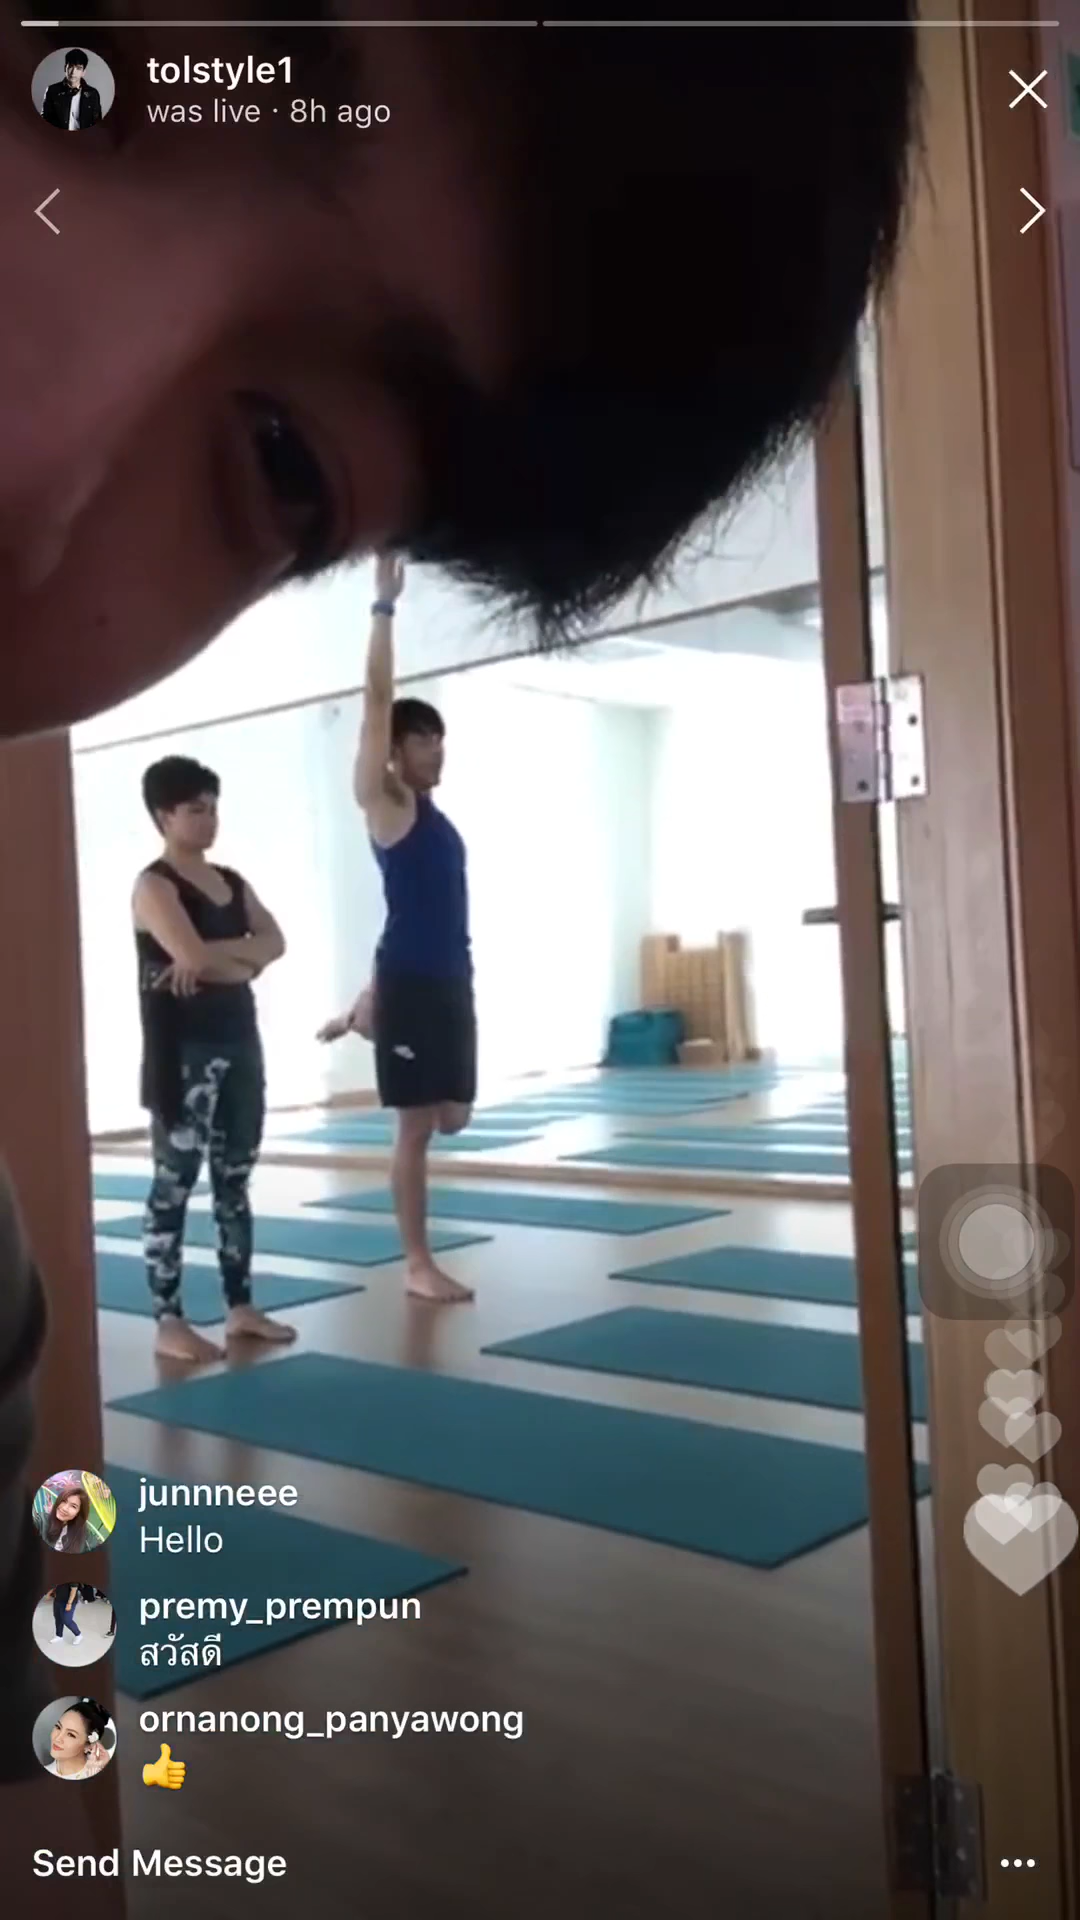 tolstyle1
was live · 8h ago
junnneee
Hello
premy_prempun
สวัสดี
ornanong_panyawong
👍
Send Message